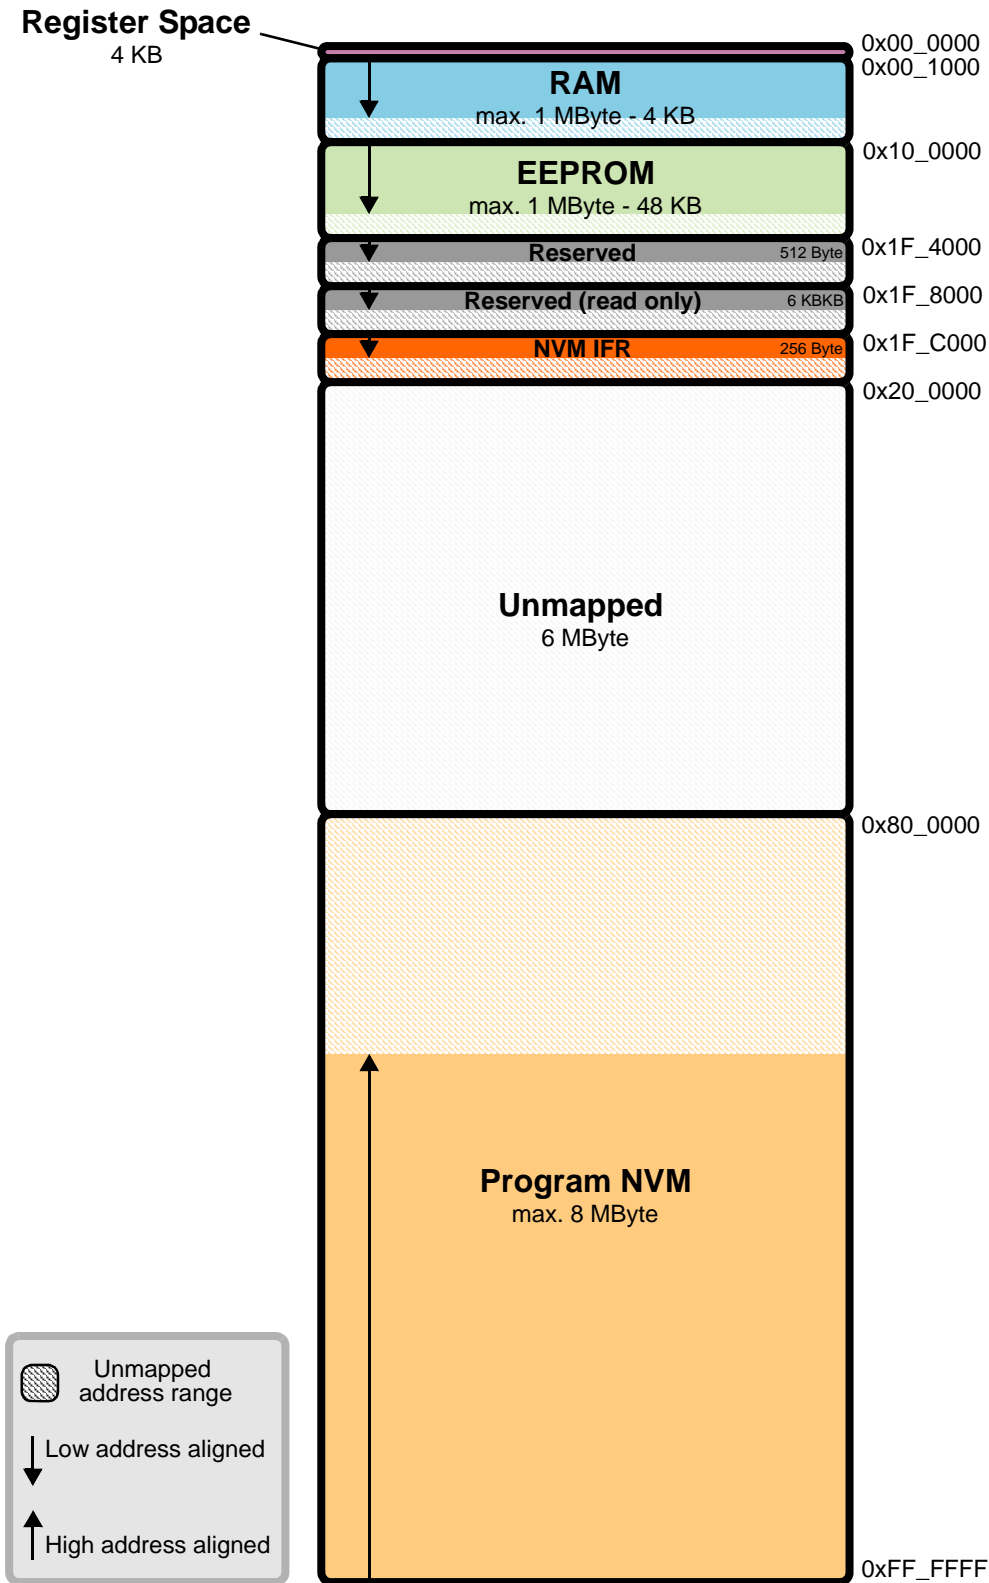 Register Space
4 KB
0x00_0000
0x00_1000
RAM
max. 1 MByte - 4 KB
0x10_0000
EEPROM
max. 1 MByte - 48 KB
0x1F_4000
Reserved
512 Byte
0x1F_8000
Reserved (read only)
6 KBKB
0x1F_C000
NVM IFR
256 Byte
0x20_0000
Unmapped
6 MByte
0x80_0000
Program NVM
max. 8 MByte
Unmapped
address range
Low address aligned
High address aligned
0xFF_FFFF